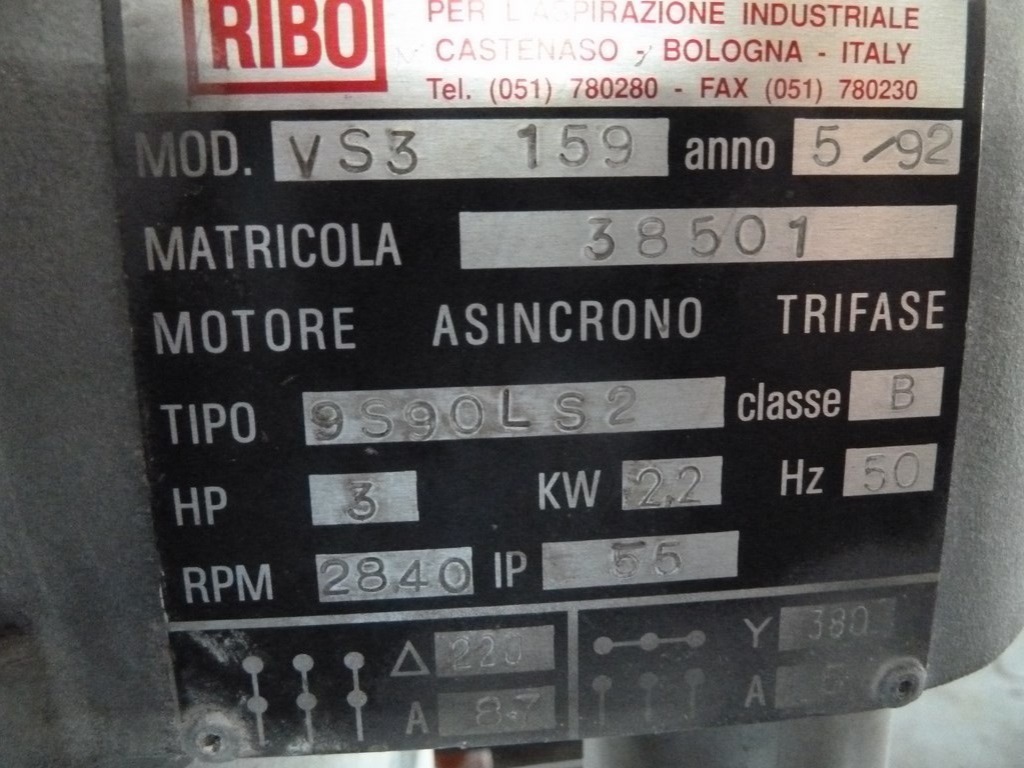 RIBO
PER L'ASPIRAZIONE INDUSTRIALE
CASTENASO - BOLOGNA - ITALY
Tel. (051) 780280 - FAX (051) 780230
MOD. VS3 159 anno 5/92
MATRICOLA 38501
MOTORE ASINCRONO TRIFASE
TIPO 9S90LS2 classe B
HP 3 KW 2.2 Hz 50
RPM 2840 IP 55
Δ 220 Y 380
A 8.7 A 5